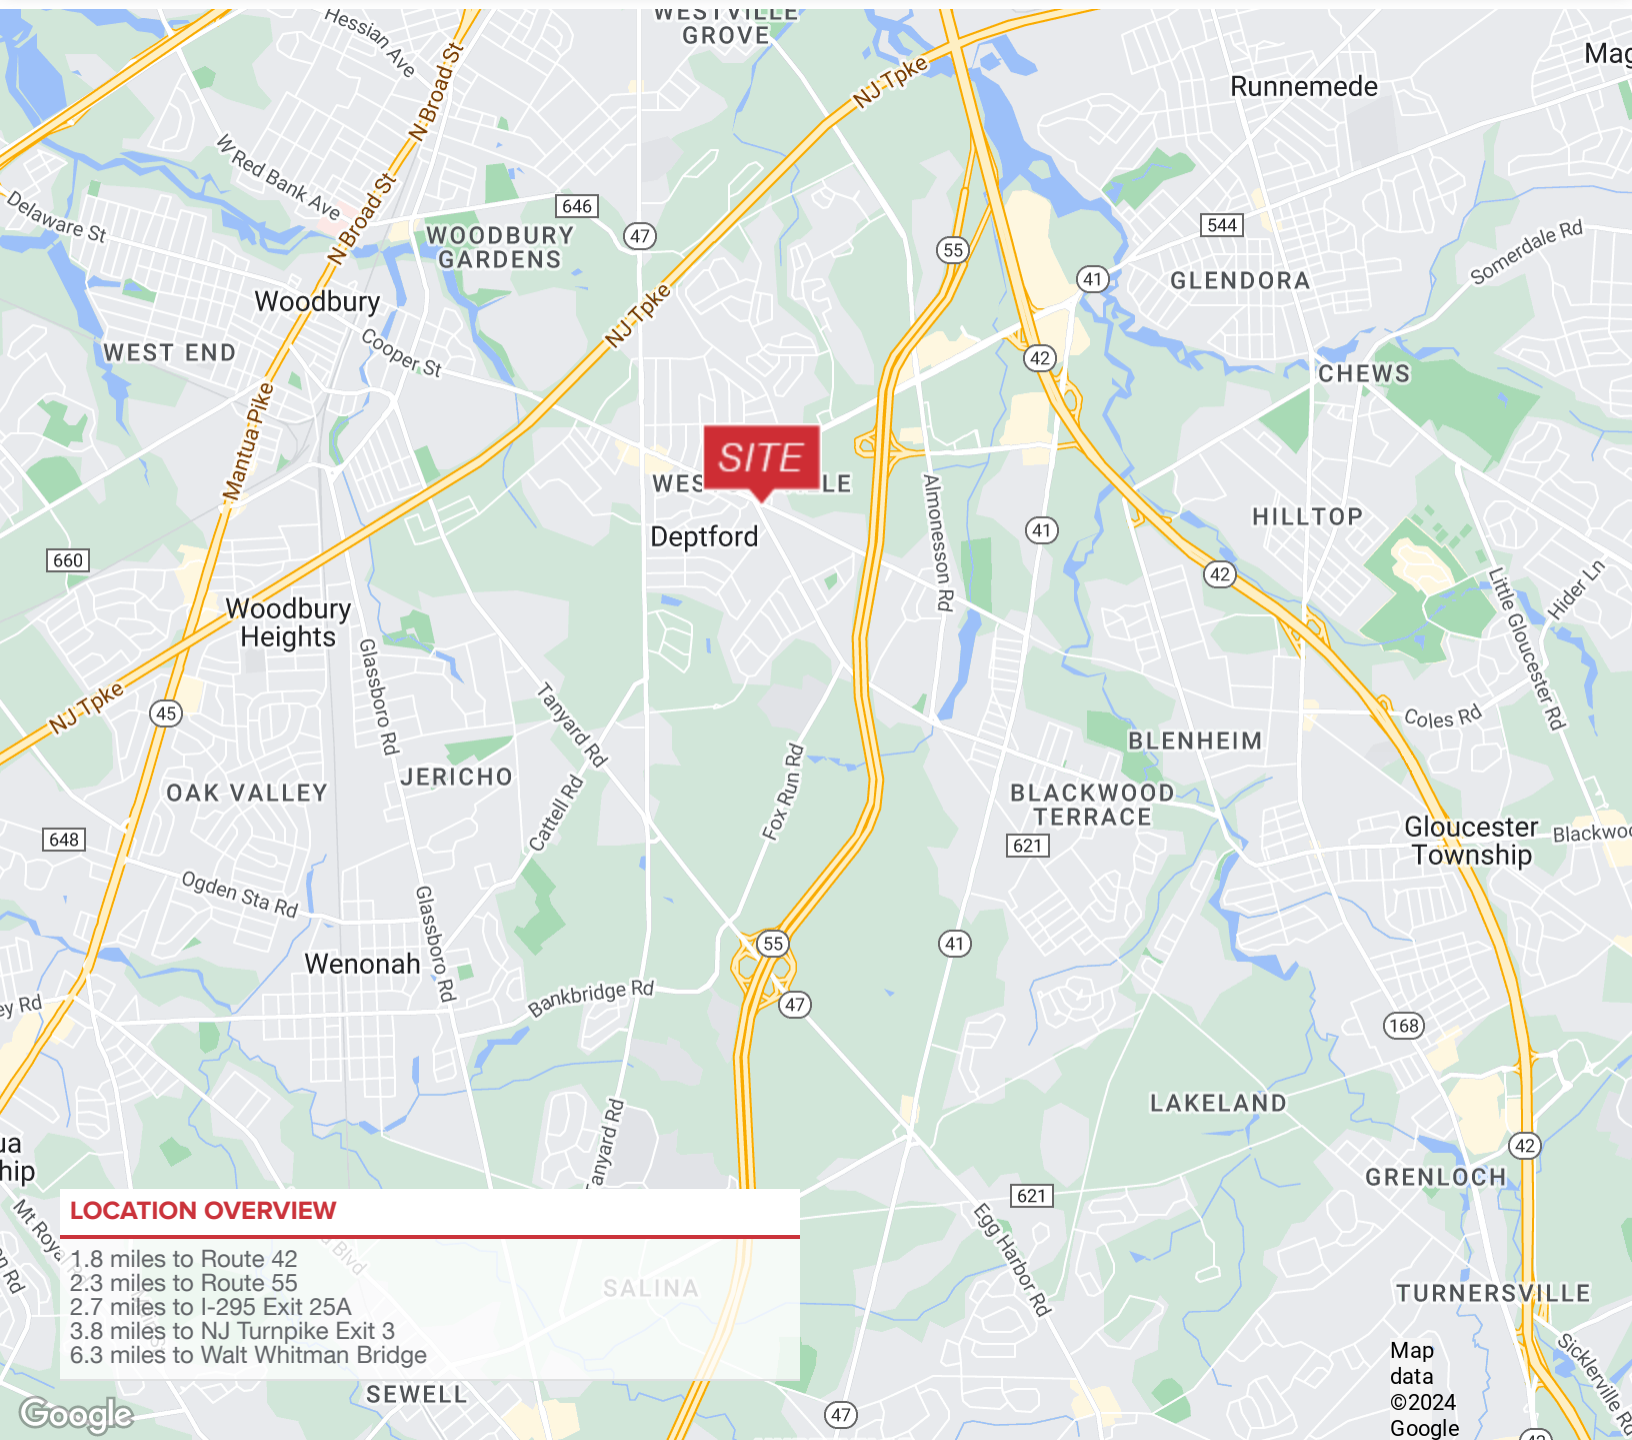 Hessian Ave
WESTVILLE
GROVE
N Broad St
NJ Tpke
Runnemede
W Red Bank Ave
Delaware St
646
WOODBURY
GARDENS
47
N Broad St
55
544
41
Somerdale Rd
GLENDORA
Woodbury
NJ Tpke
WEST END
Cooper St
42
CHEWS
Mantua Pike
SITE
Deptford
Almonesson Rd
41
HILLTOP
660
42
Hider Ln
Little Gloucester Rd
Woodbury
Heights
Glassboro Rd
NJ Tpke
45
Tanyard Rd
Coles Rd
BLENHEIM
JERICHO
OAK VALLEY
Fox Run Rd
BLACKWOOD
TERRACE
Cattell Rd
648
621
Gloucester
Township
Ogden Sta Rd
Glassboro Rd
55
41
Wenonah
Bankbridge Rd
47
168
LAKELAND
42
GRENLOCH
621
Egg Harbor Rd
LOCATION OVERVIEW
1.8 miles to Route 42
2.3 miles to Route 55
2.7 miles to I-295 Exit 25A
3.8 miles to NJ Turnpike Exit 3
6.3 miles to Walt Whitman Bridge
SALINA
TURNERSVILLE
Sicklerville Rd
Map
data
©2024
Google
SEWELL
Google
47